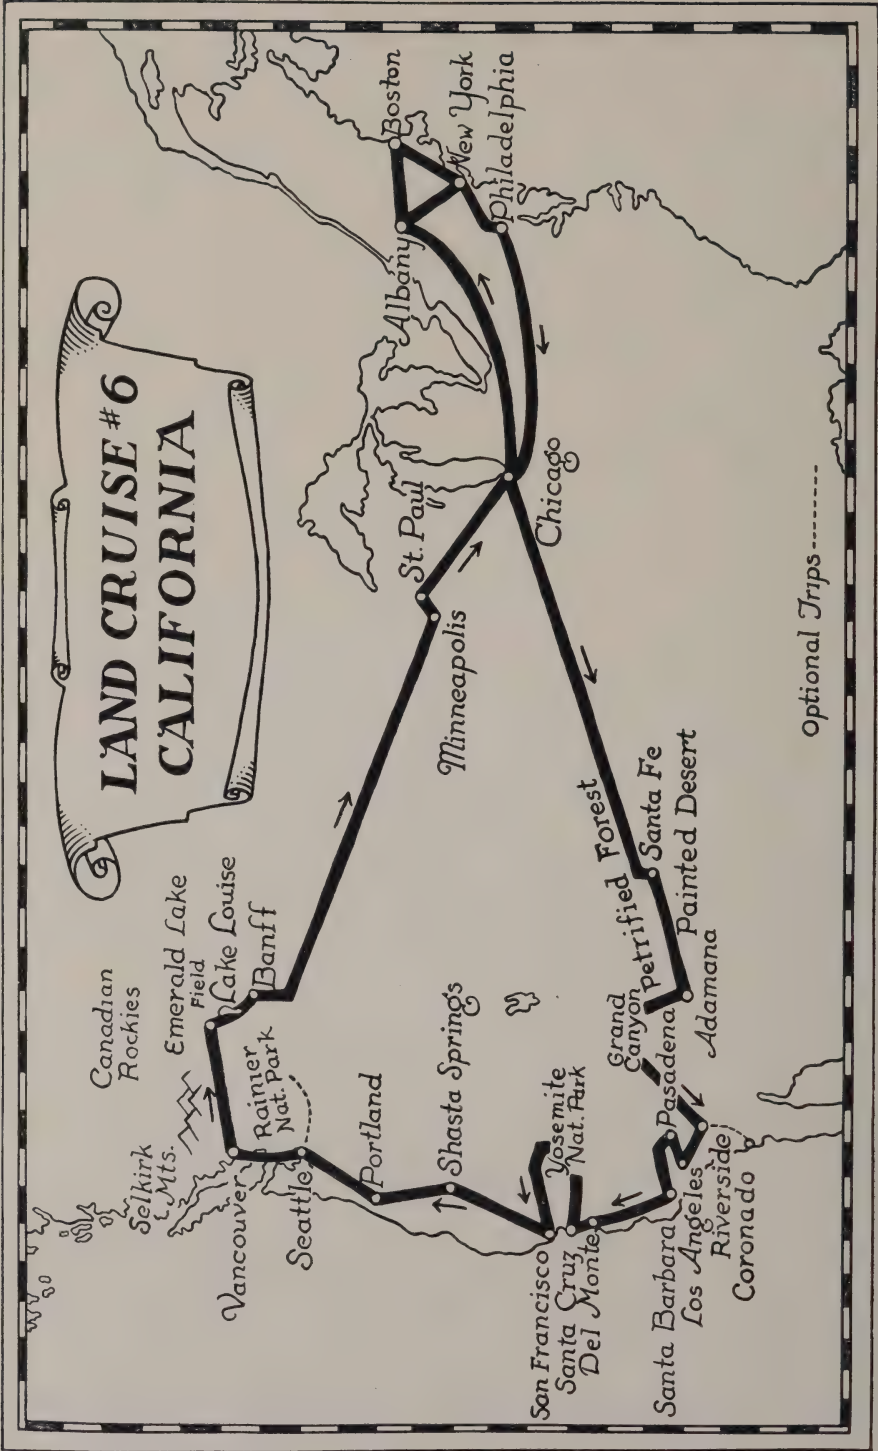 LAND CRUISE #6
CALIFORNIA
Canadian
Rockies
Selkirk
Mts.
Emerald Lake
Field
Lake Louise
Banff
Vancouver
Rainier
Nat. Park
Seattle
Portland
Shasta Springs
San Francisco
Yosemite
Nat. Park
Santa Cruz
Del Monte
Santa Barbara
Los Angeles
Pasadena
Riverside
Coronado
Grand
Canyon
Petrified Forest
Adamana
Painted Desert
Santa Fe
Minneapolis
St. Paul
Chicago
Albany
Boston
New York
Philadelphia
Optional Trips